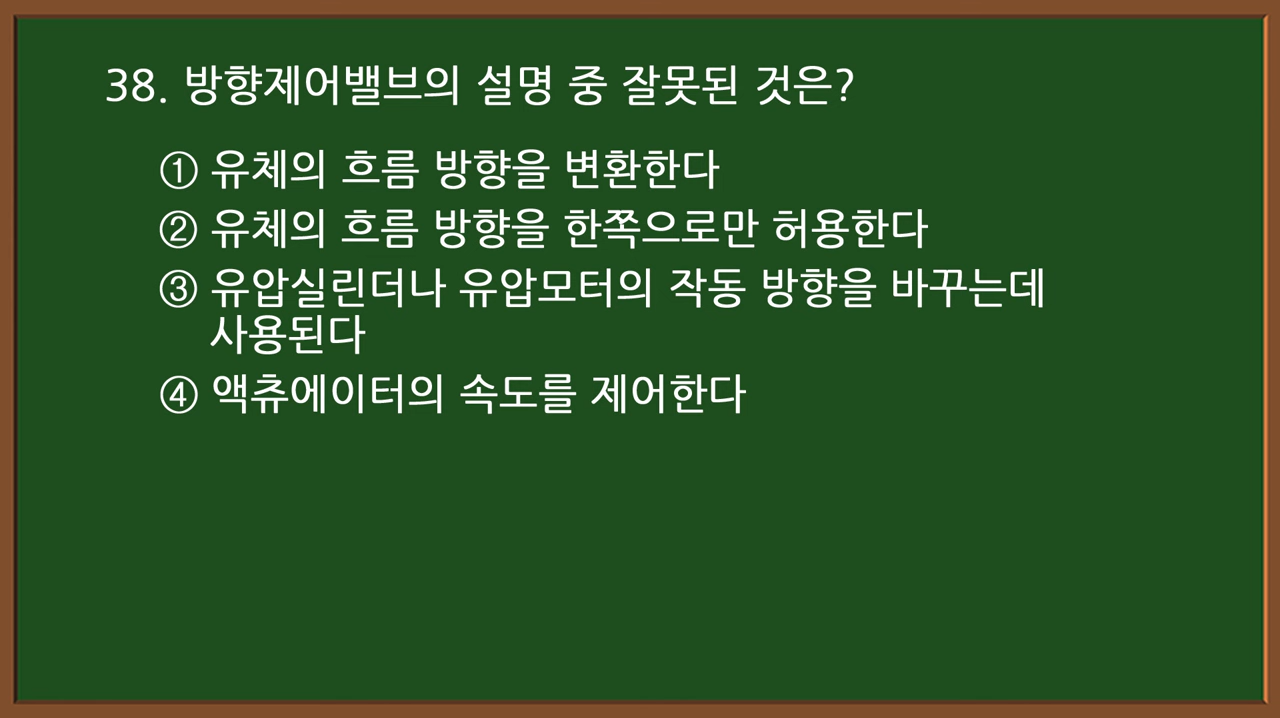 38. 방향제어밸브의 설명 중 잘못된 것은?
① 유체의 흐름 방향을 변환한다
② 유체의 흐름 방향을 한쪽으로만 허용한다
③ 유압실린더나 유압모터의 작동 방향을 바꾸는데
사용된다
④ 액츄에이터의 속도를 제어한다